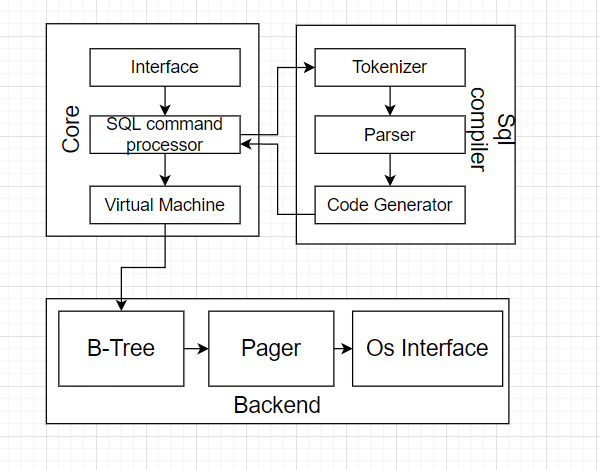 Core
Interface
SQL command
processor
Virtual Machine
Sql
compiler
Tokenizer
Parser
Code Generator
B-Tree
Pager
Os Interface
Backend